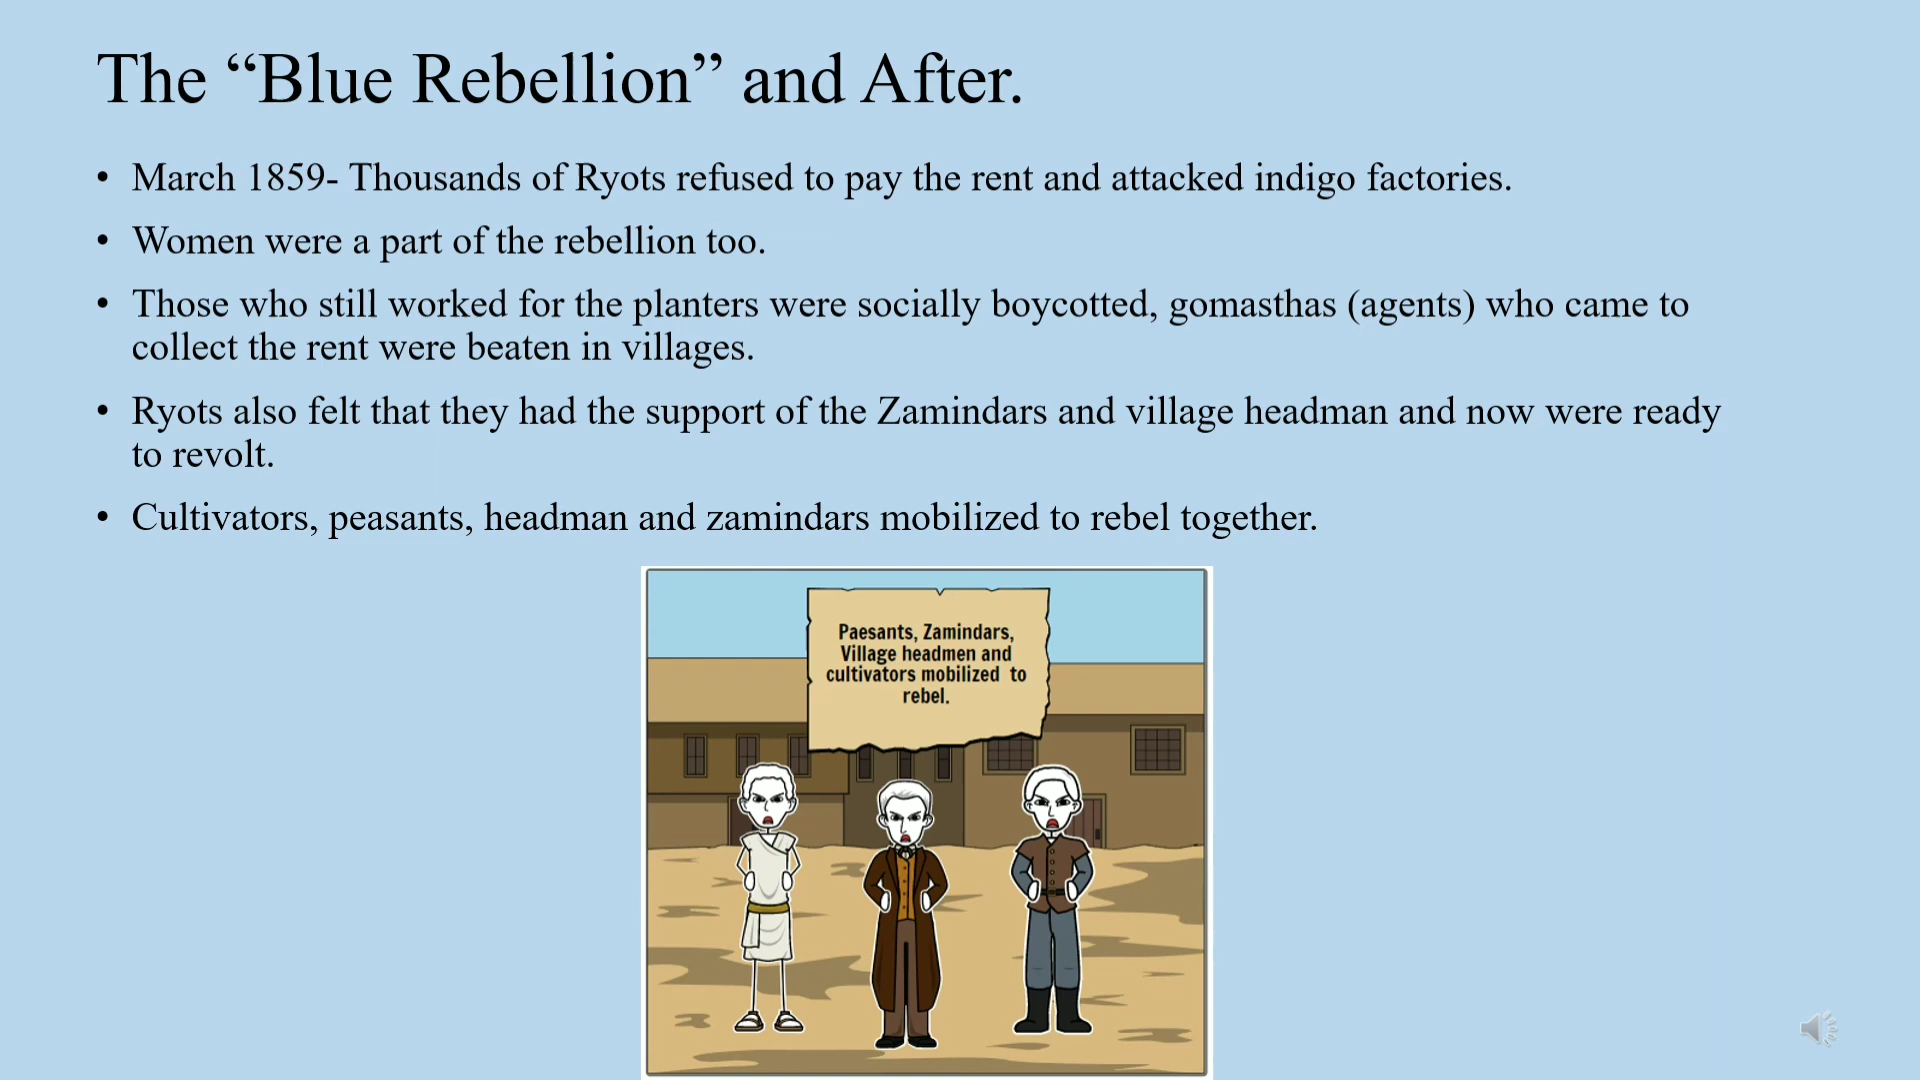 The “Blue Rebellion” and After.
• March 1859- Thousands of Ryots refused to pay the rent and attacked indigo factories.
• Women were a part of the rebellion too.
• Those who still worked for the planters were socially boycotted, gomasthas (agents) who came to
collect the rent were beaten in villages.
• Ryots also felt that they had the support of the Zamindars and village headman and now were ready
to revolt.
• Cultivators, peasants, headman and zamindars mobilized to rebel together.
Paesants, Zamindars,
Village headmen and
cultivators mobilized to
rebel.